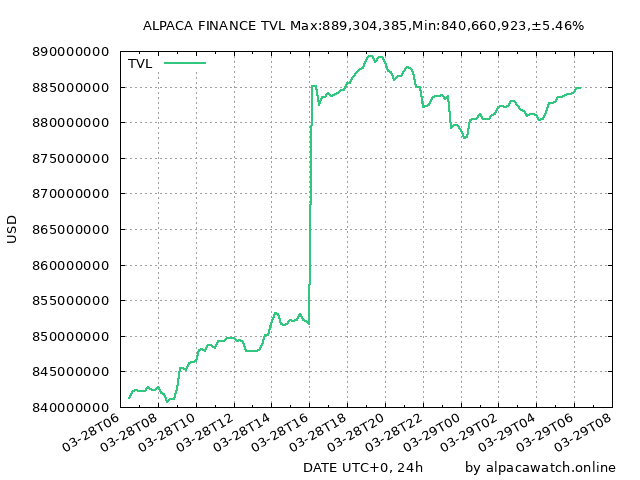 ALPACA FINANCE TVL Max:889,304,385,Min:840,660,923,±5.46%
TVL
890000000
885000000
880000000
875000000
870000000
865000000
860000000
855000000
850000000
845000000
840000000
USD
03-28T06
03-28T08
03-28T10
03-28T12
03-28T14
03-28T16
03-28T18
03-28T20
03-28T22
03-29T00
03-29T02
03-29T04
03-29T06
03-29T08
DATE UTC+0, 24h
by alpacawatch.online